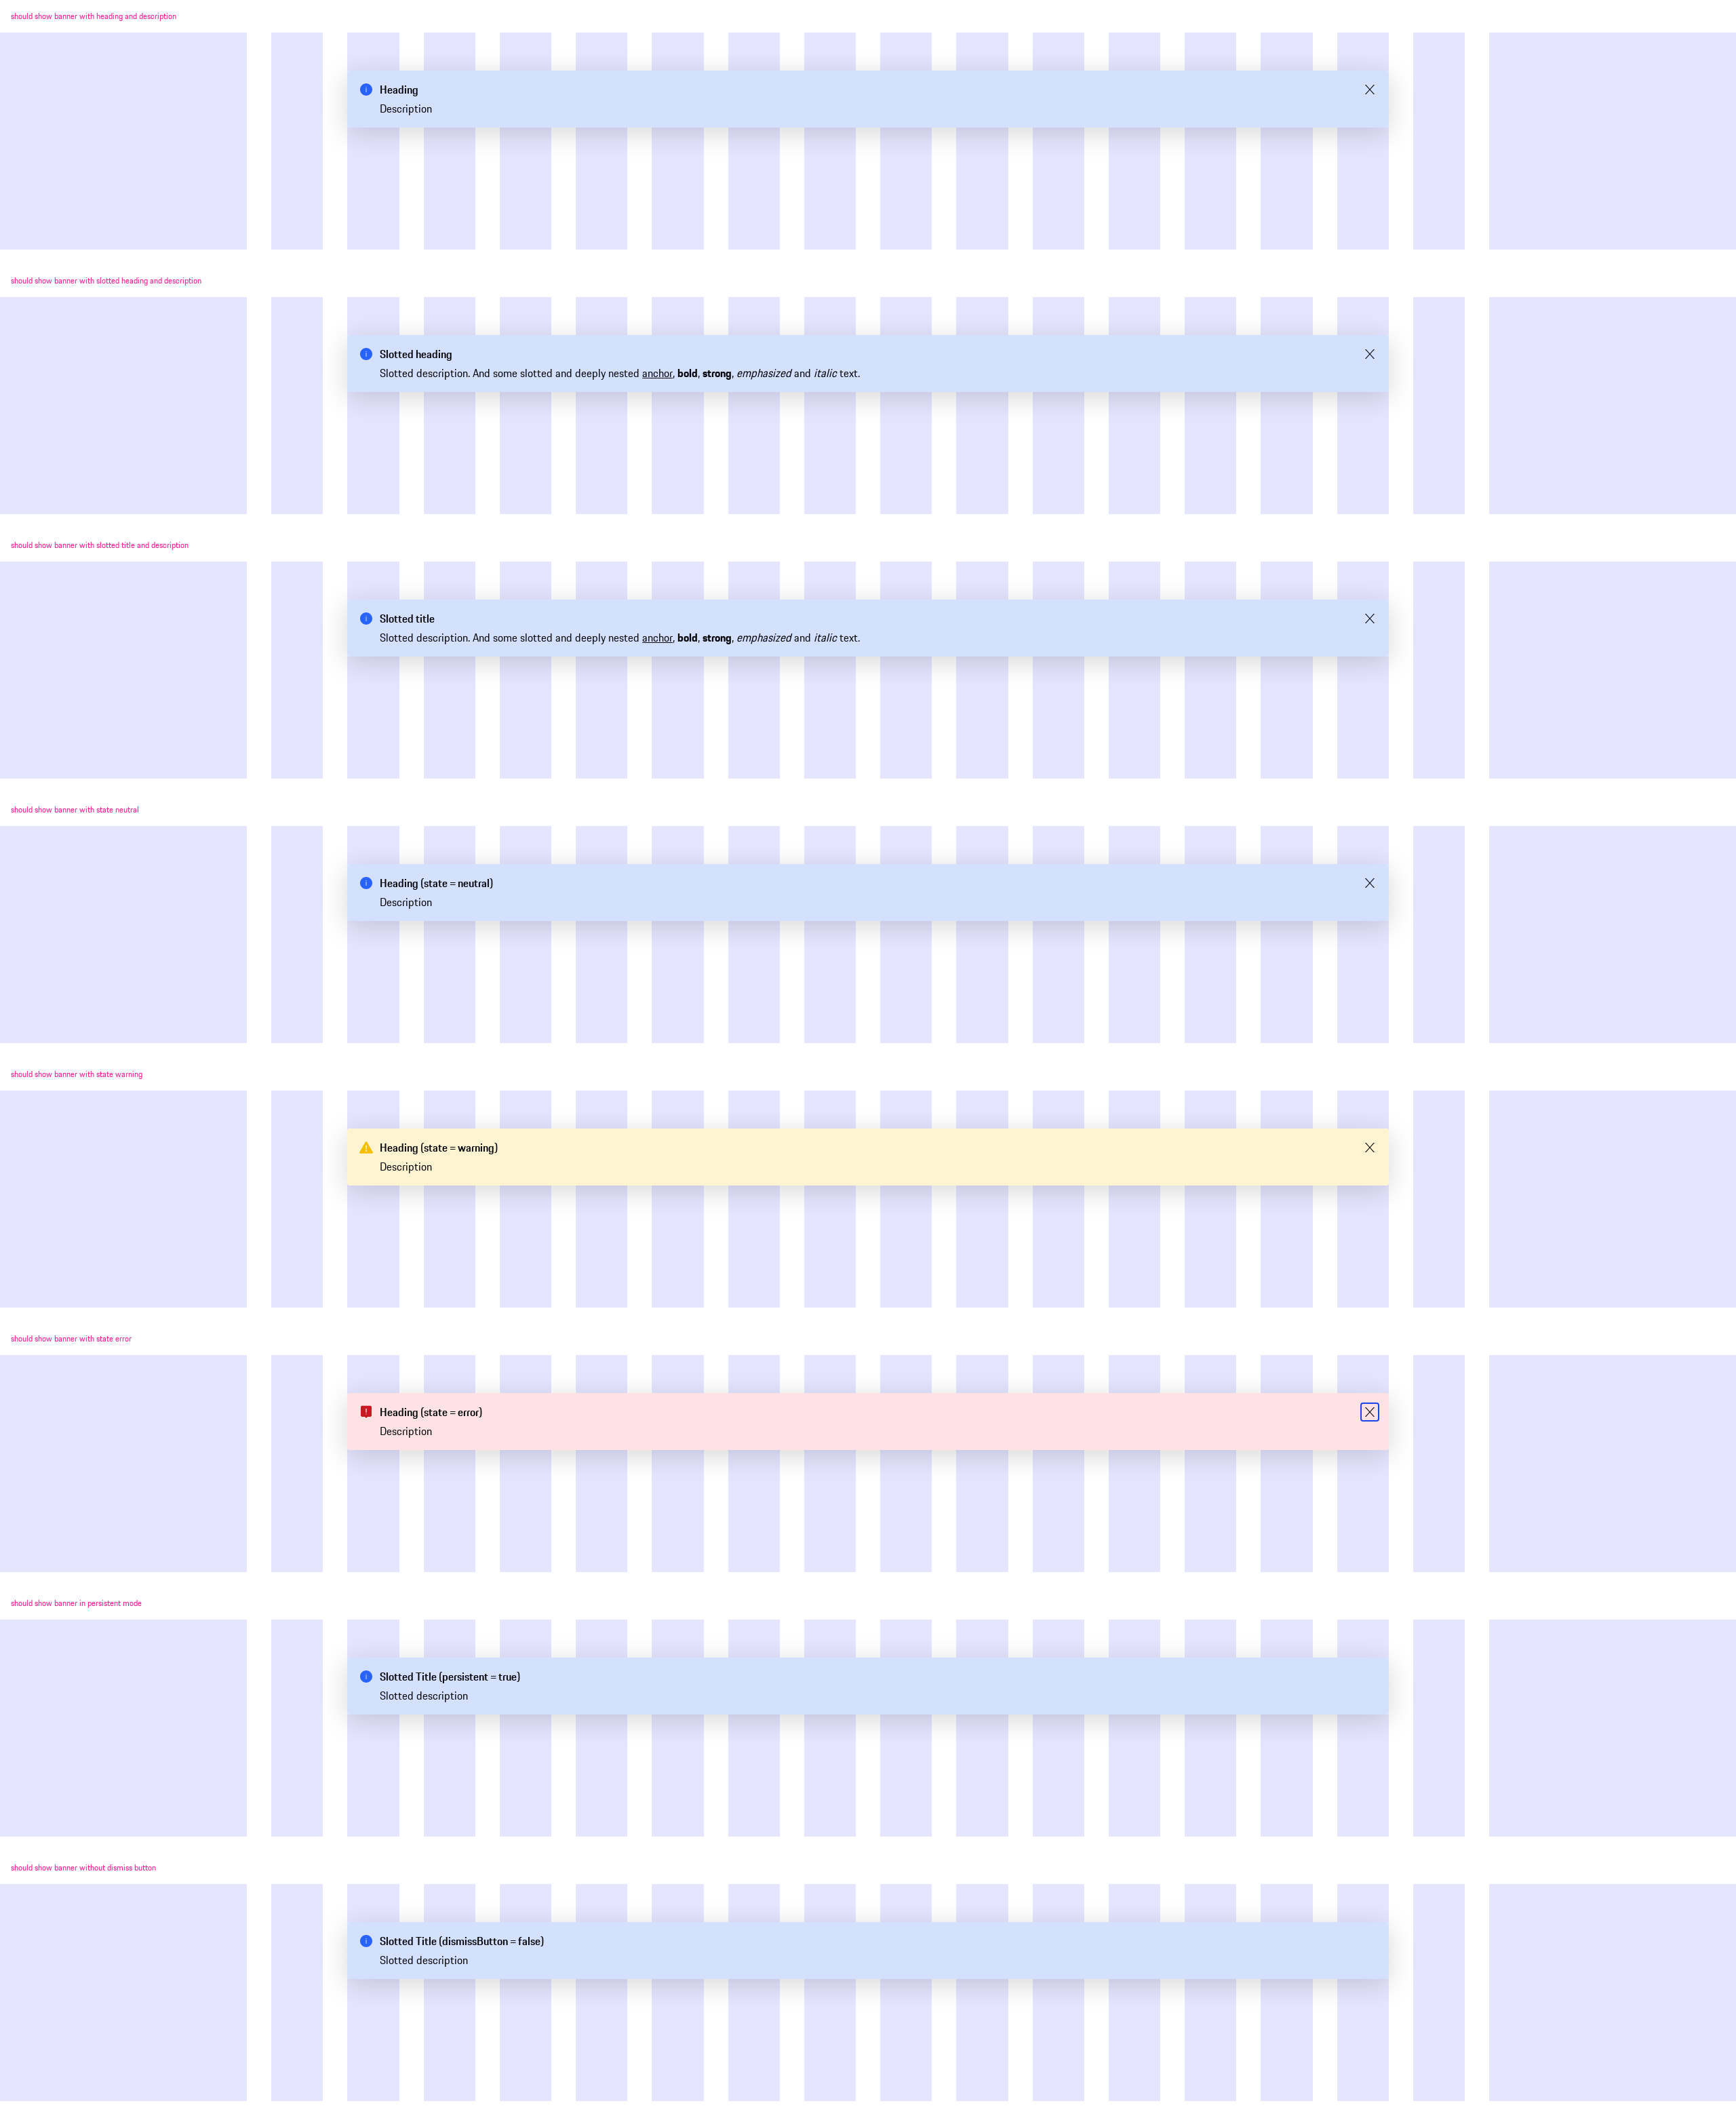 should show banner with heading and description
Heading
Description
should show banner with slotted heading and description
Slotted heading
Slotted description. And some slotted and deeply nested anchor, bold, strong, emphasized and italic text.
should show banner with slotted title and description
Slotted title
Slotted description. And some slotted and deeply nested anchor, bold, strong, emphasized and italic text.
should show banner with state neutral
Heading (state = neutral)
Description
should show banner with state warning
Heading (state = warning)
Description
should show banner with state error
Heading (state = error)
Description
should show banner in persistent mode
Slotted Title (persistent = true)
Slotted description
should show banner without dismiss button
Slotted Title (dismissButton = false)
Slotted description